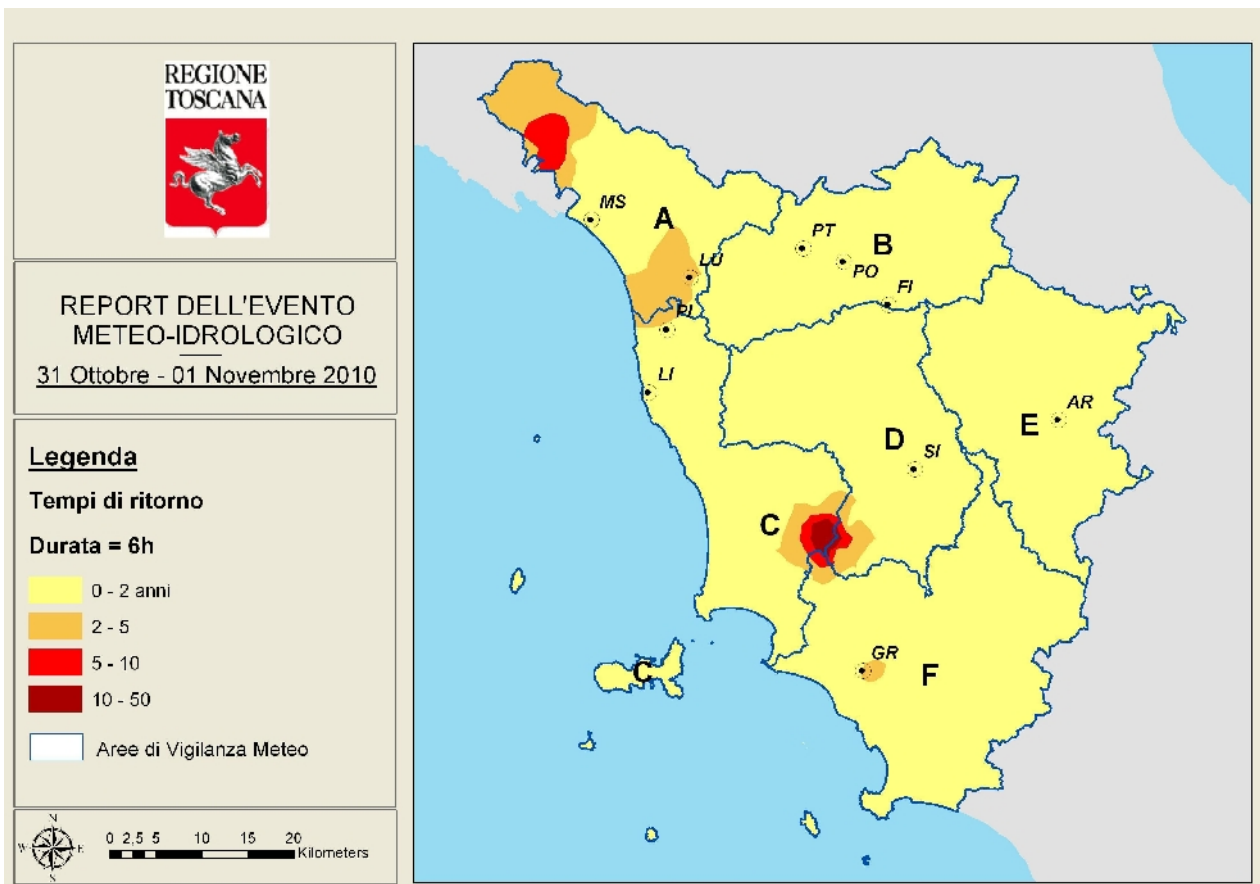 REGIONE
TOSCANA
REPORT DELL'EVENTO
METEO-IDROLOGICO
31 Ottobre - 01 Novembre 2010
Legenda
Tempi di ritorno
Durata = 6h
0 - 2 anni
2 - 5
5 - 10
10 - 50
Aree di Vigilanza Meteo
N
W E
S
0 2,5 5 10 15 20
Kilometers
MS
A
PT
B
PO
LU
FI
PI
LI
AR
E
D
SI
C
C
GR
F